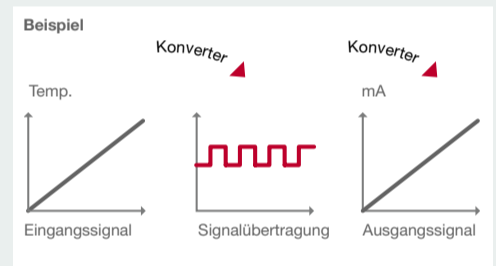 Beispiel
Konverter
Konverter
Temp.
mA
Eingangssignal
Signalübertragung
Ausgangssignal